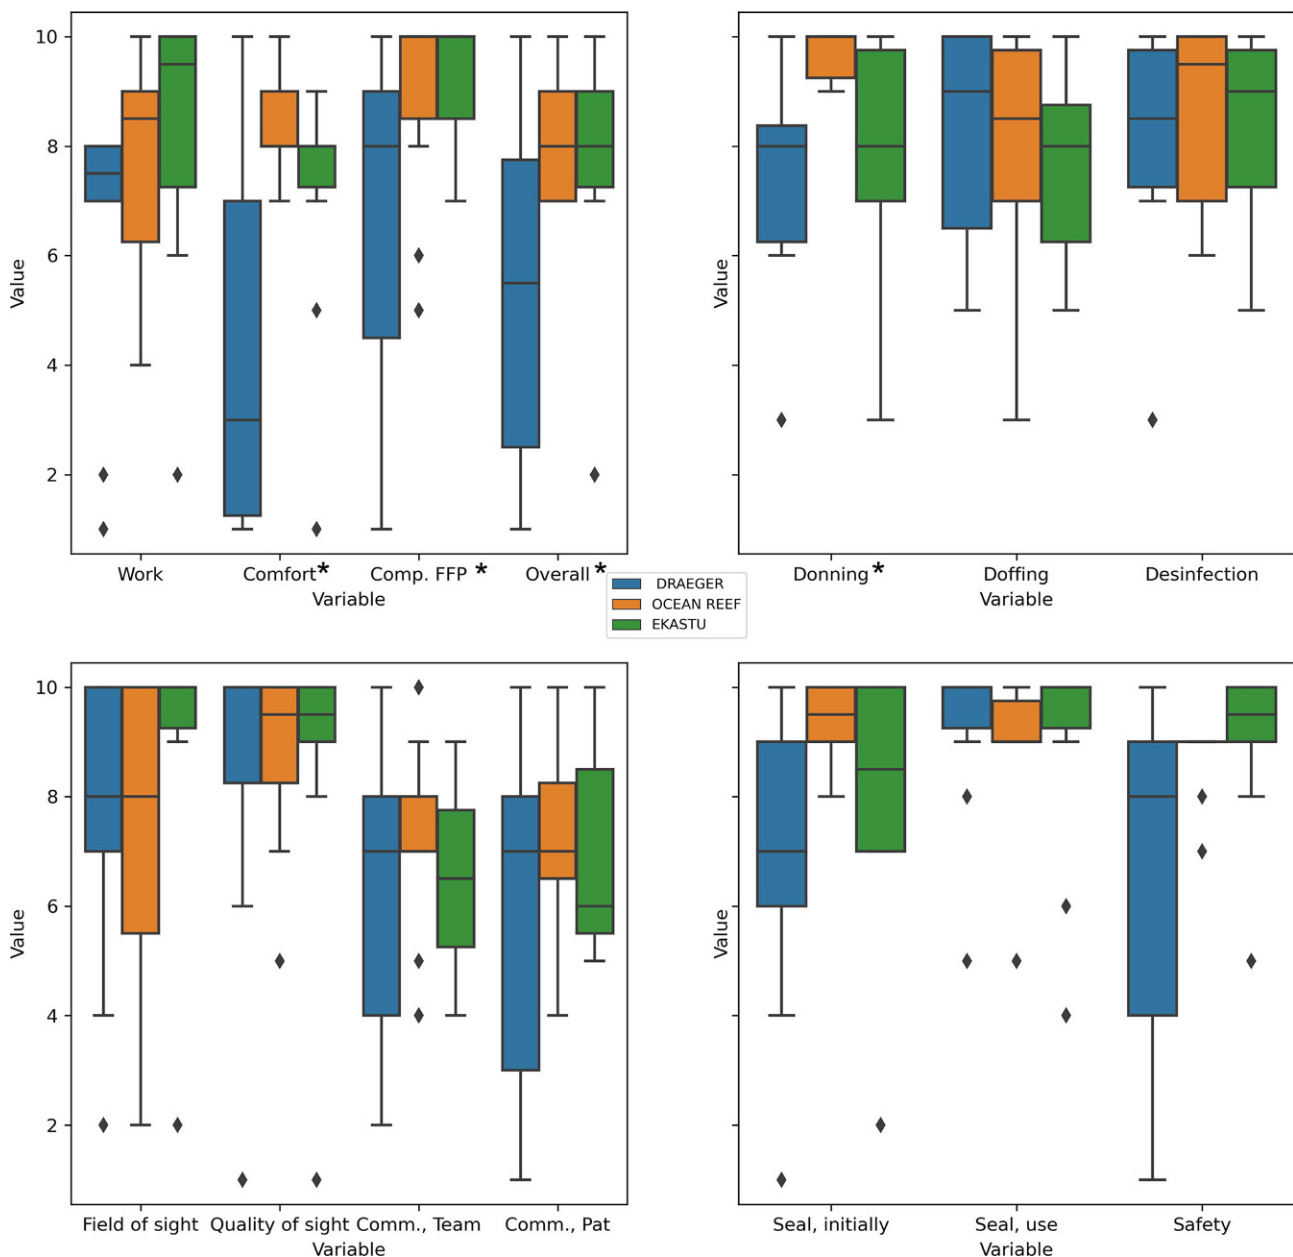 10
8
6
4
2
Value
Work
Comfort*
Comp. FFP *
Overall*
Variable
Value
Donning *
Doffing
Desinfection
Variable
DRAEGER
OCEAN REEF
EKASTU
10
8
6
4
2
Value
Field of sight
Quality of sight
Comm., Team
Comm., Pat
Variable
Value
Seal, initially
Seal, use
Safety
Variable